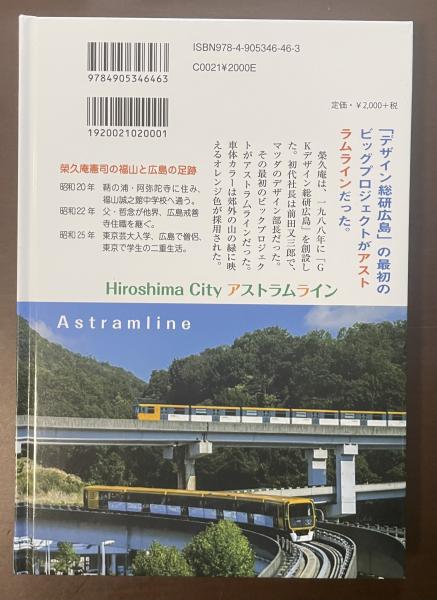 ISBN978-4-905346-46-3
9784905346463
C0021¥2000E
1920021020001
定価・¥2,000+税
「デザイン総研広島」の最初の
ビッグプロジェクトがアスト
ラムラインだった。
榮久庵は、一九八八年に「G
Kデザイン総研広島」を創設し
た。初代社長は前田又三郎で、
マツダのデザイン部長だった。
その最初のビックプロジェク
トがアストラムラインだった。
車体カラーは郊外の山の緑に映
えるオレンジ色が採用された。
榮久庵憲司の福山と広島の足跡
昭和20年 鞆の浦・阿弥陀寺に住み、
福山誠之館中学校へ通う。
昭和22年 父・哲念が他界、広島戒善
寺住職を継ぐ。
昭和25年 東京芸大入学、広島で僧侶、
東京で学生の二重生活。
Hiroshima City アストラムライン
Astramline